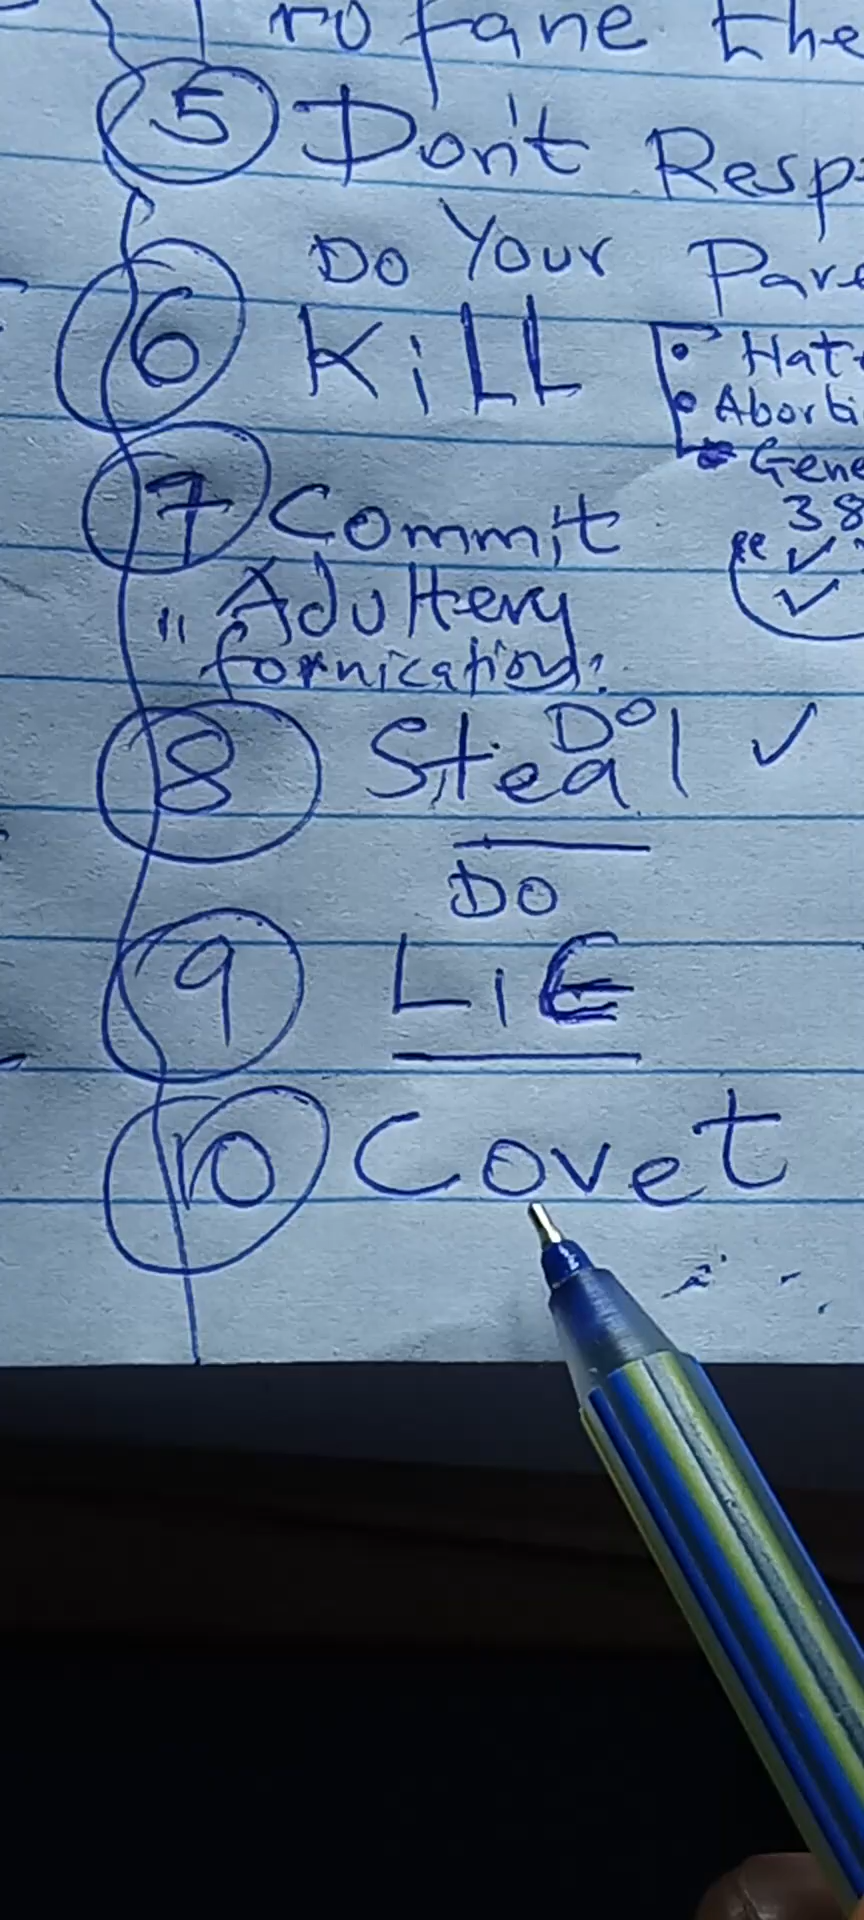 rofane the
5 Don't Resp
Do Your Pare
6 KiLL • Hat
• Aborti
• Gene
38
7 Commit
" Adultery
fornication
8 Steal Do ✓
Do
9 LiE
10 Covet